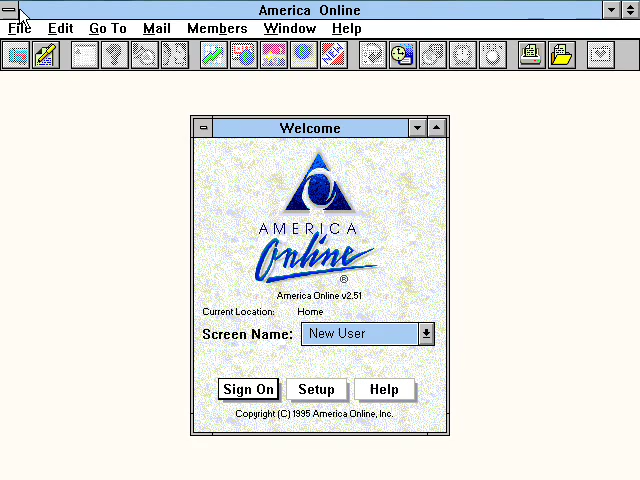 America Online
File Edit Go To Mail Members Window Help
NEW
Welcome
AMERICA
Online
®
America Online v2.51
Current Location: Home
Screen Name: New User
Sign On Setup Help
Copyright (C) 1995 America Online, Inc.